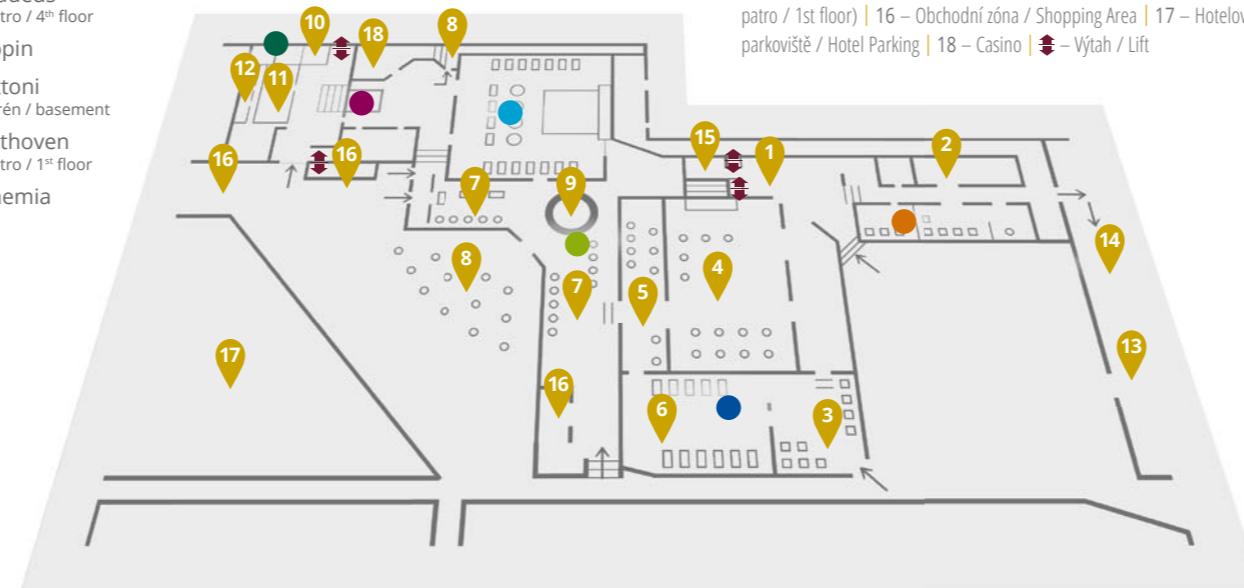 tro / 4th floor
pin
toni
rén / basement
thoven
tro / 1st floor
emia
patro / 1st floor) | 16 – Obchodní zóna / Shopping Area | 17 – Hotelov
parkoviště / Hotel Parking | 18 – Casino | – Výtah / Lift
10
18
8
12
11
16
16
7
9
15
1
2
8
7
5
4
14
17
13
16
6
3